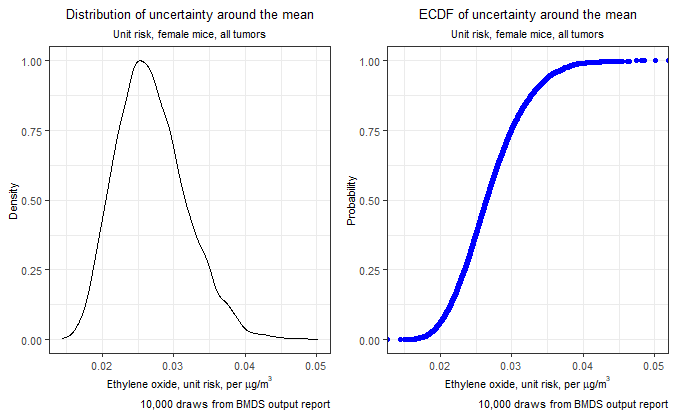 Distribution of uncertainty around the mean
Unit risk, female mice, all tumors
Density
1.00
0.75
0.50
0.25
0.00
0.02 0.03 0.04 0.05
Ethylene oxide, unit risk, per μg/m³
10,000 draws from BMDS output report
ECDF of uncertainty around the mean
Unit risk, female mice, all tumors
Probability
1.00
0.75
0.50
0.25
0.00
0.02 0.03 0.04 0.05
Ethylene oxide, unit risk, per μg/m³
10,000 draws from BMDS output report